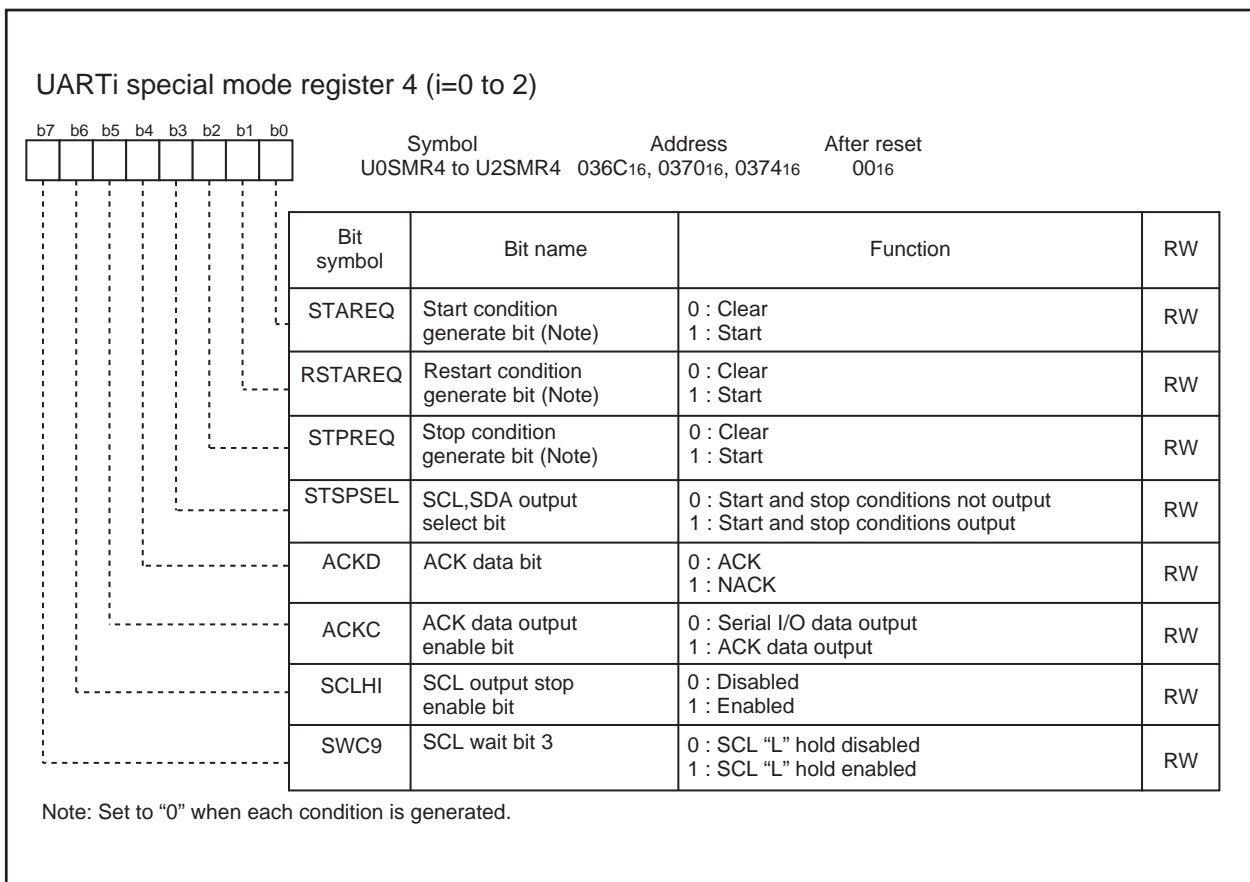 UARTi special mode register 4 (i=0 to 2)
b7 b6 b5 b4 b3 b2 b1 b0
Symbol Address After reset
U0SMR4 to U2SMR4 036C16, 037016, 037416 0016
Bit symbol Bit name Function RW
STAREQ Start condition generate bit (Note) 0 : Clear 1 : Start RW
RSTAREQ Restart condition generate bit (Note) 0 : Clear 1 : Start RW
STPREQ Stop condition generate bit (Note) 0 : Clear 1 : Start RW
STSPSEL SCL,SDA output select bit 0 : Start and stop conditions not output 1 : Start and stop conditions output RW
ACKD ACK data bit 0 : ACK 1 : NACK RW
ACKC ACK data output enable bit 0 : Serial I/O data output 1 : ACK data output RW
SCLHI SCL output stop enable bit 0 : Disabled 1 : Enabled RW
SWC9 SCL wait bit 3 0 : SCL “L” hold disabled 1 : SCL “L” hold enabled RW
Note: Set to “0” when each condition is generated.